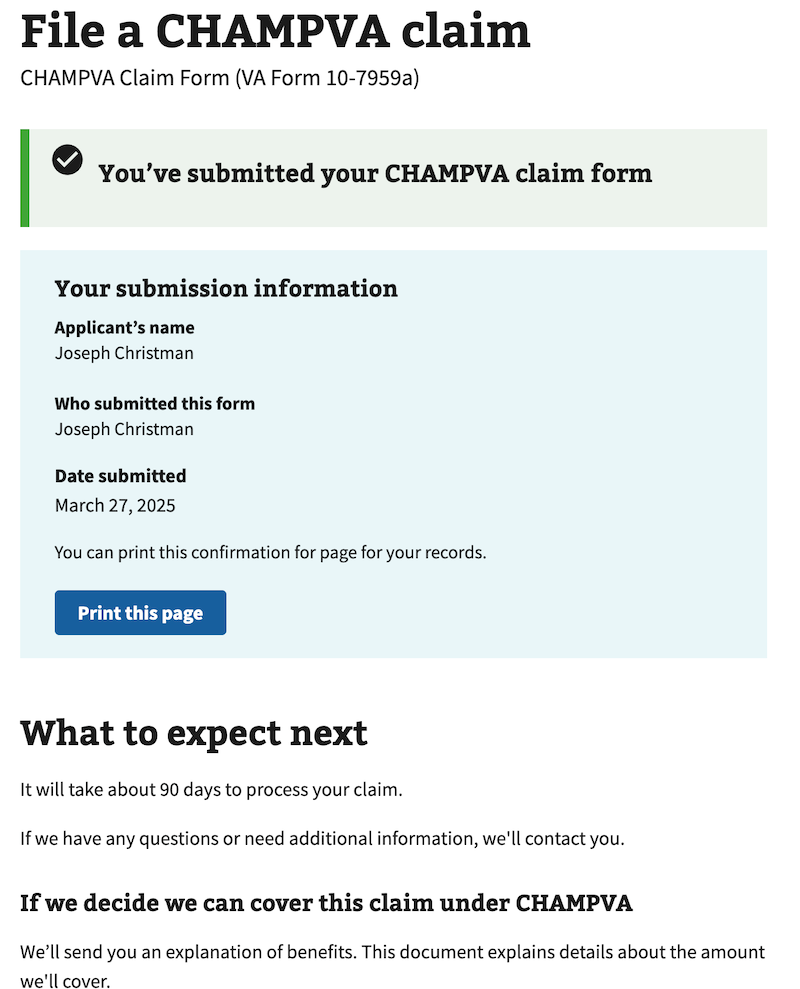 File a CHAMPVA claim
CHAMPVA Claim Form (VA Form 10-7959a)
You’ve submitted your CHAMPVA claim form
Your submission information
Applicant’s name
Joseph Christman
Who submitted this form
Joseph Christman
Date submitted
March 27, 2025
You can print this confirmation for page for your records.
Print this page
What to expect next
It will take about 90 days to process your claim.
If we have any questions or need additional information, we'll contact you.
If we decide we can cover this claim under CHAMPVA
We’ll send you an explanation of benefits. This document explains details about the amount
we'll cover.